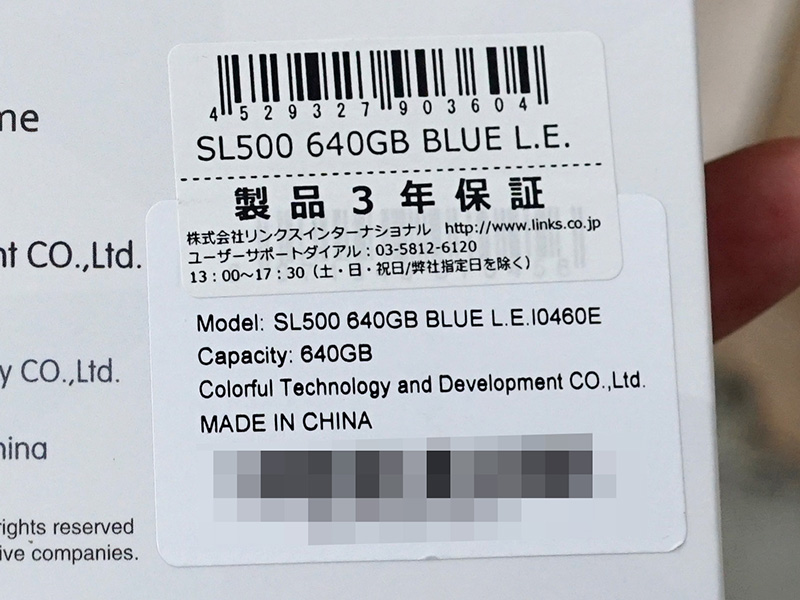 4 529327 903604
SL500 640GB BLUE L.E.
製品3年保証
株式会社リンクスインターナショナル http://www.links.co.jp
ユーザーサポートダイアル：03-5812-6120
13：00～17：30（土・日・祝日/弊社指定日を除く）
Model: SL500 640GB BLUE L.E.I0460E
Capacity: 640GB
Colorful Technology and Development CO.,Ltd.
MADE IN CHINA
me
nt CO.,Ltd.
y CO.,Ltd.
hina
rights reserved
ive companies.